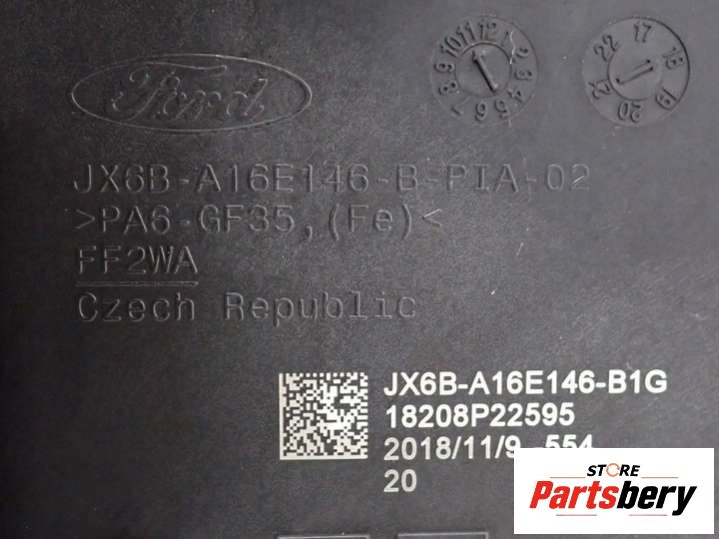 Ford
JX6B-A16E146-B-PIA-02
>PA6-GF35,(Fe)<
FF2WA
Czech Republic
JX6B-A16E146-B1G
18208P22595
2018/11/9 -554
20
STORE
Partsbery